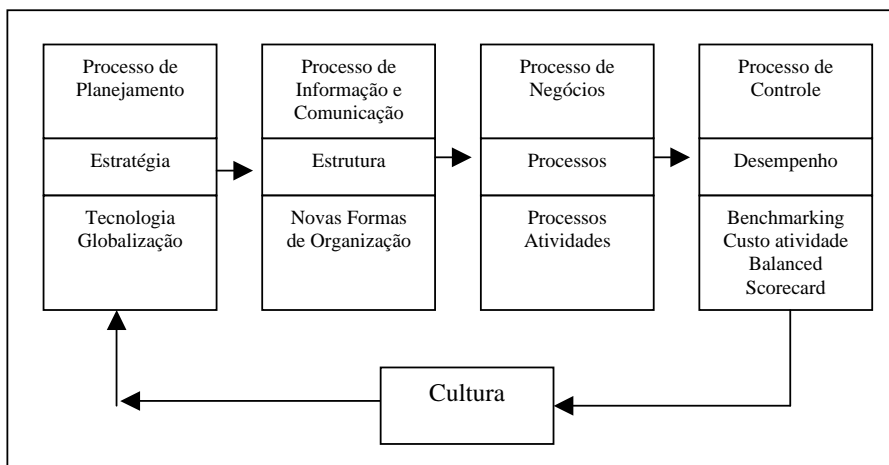 Processo de
Planejamento
Estratégia
Tecnologia
Globalização
Processo de
Informação e
Comunicação
Estrutura
Novas Formas
de Organização
Processo de
Negócios
Processos
Processos
Atividades
Processo de
Controle
Desempenho
Benchmarking
Custo atividade
Balanced
Scorecard
Cultura